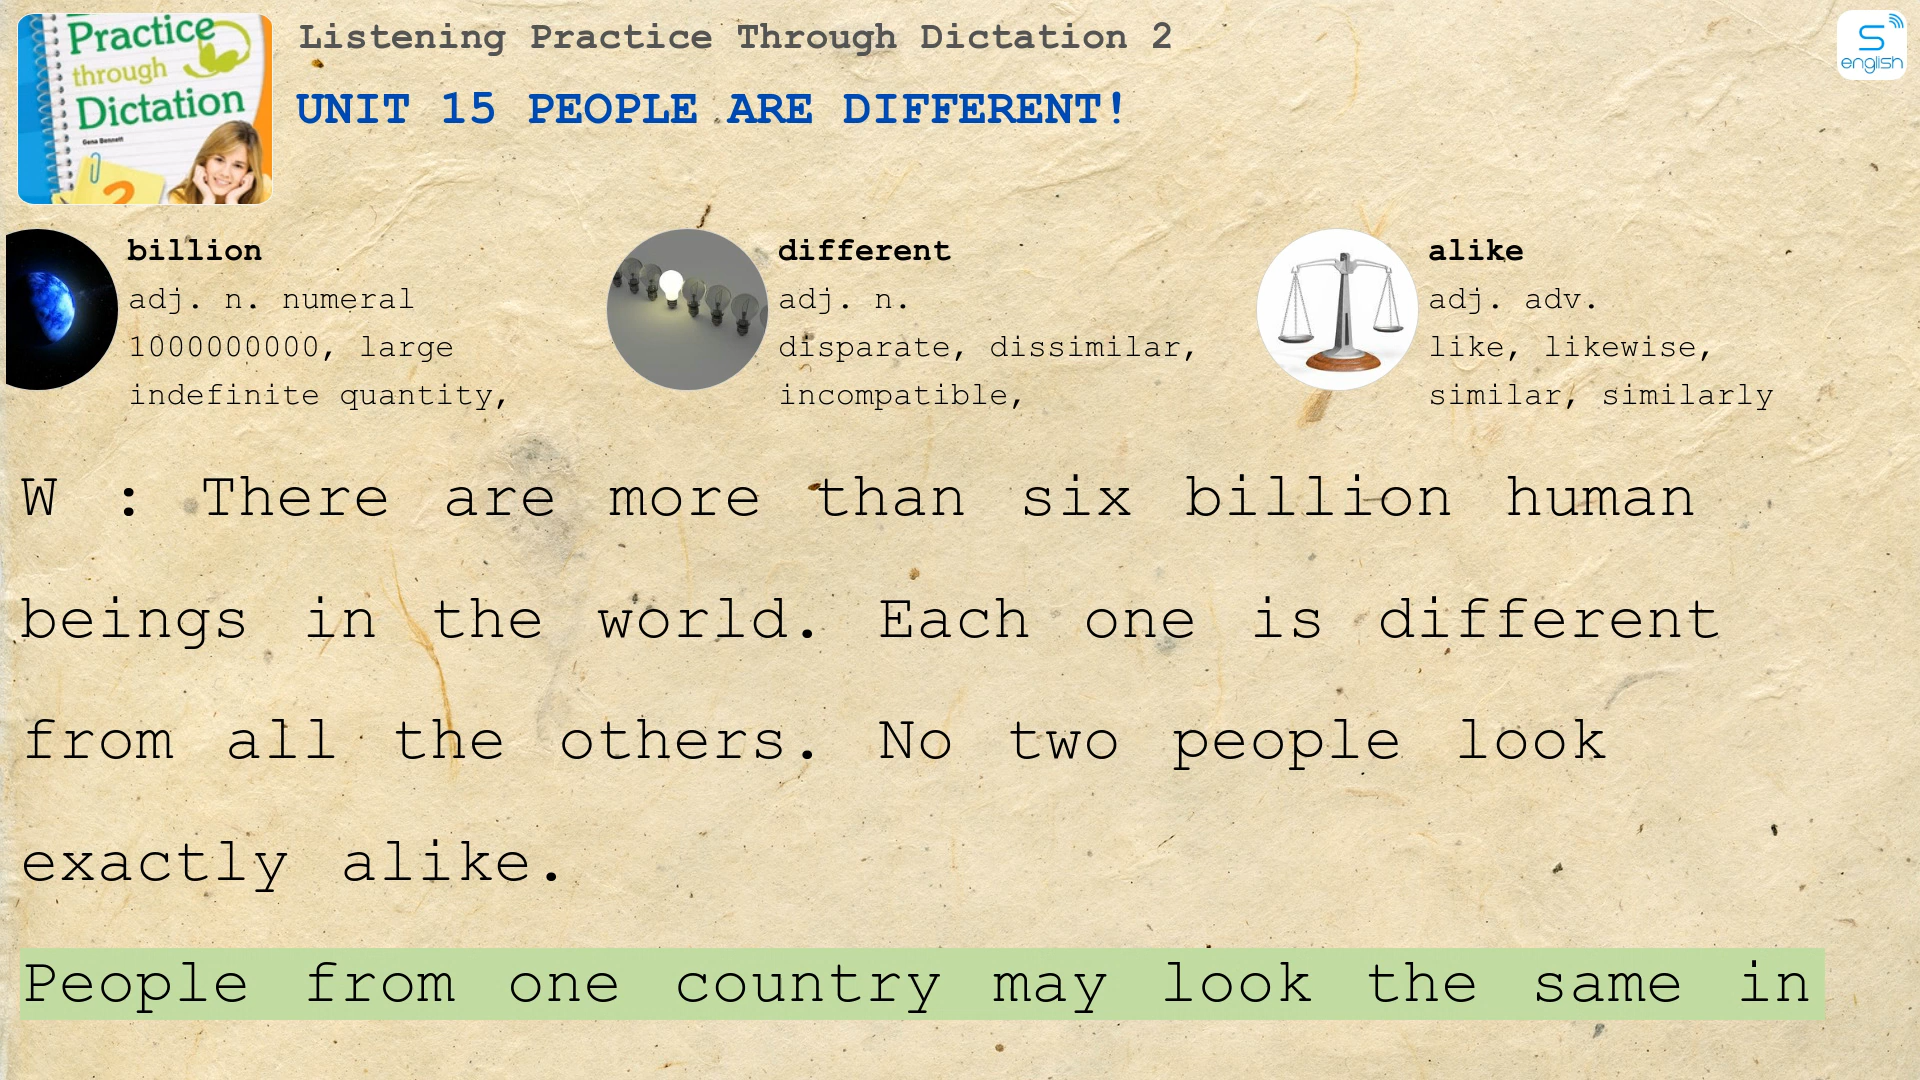 Practice
through
Dictation
Gena Bennett
2
Listening Practice Through Dictation 2
UNIT 15 PEOPLE ARE DIFFERENT!
S
english
billion
adj. n. numeral
1000000000, large
indefinite quantity,
different
adj. n.
disparate, dissimilar,
incompatible,
alike
adj. adv.
like, likewise,
similar, similarly
W : There are more than six billion human
beings in the world. Each one is different
from all the others. No two people look
exactly alike.
People from one country may look the same in